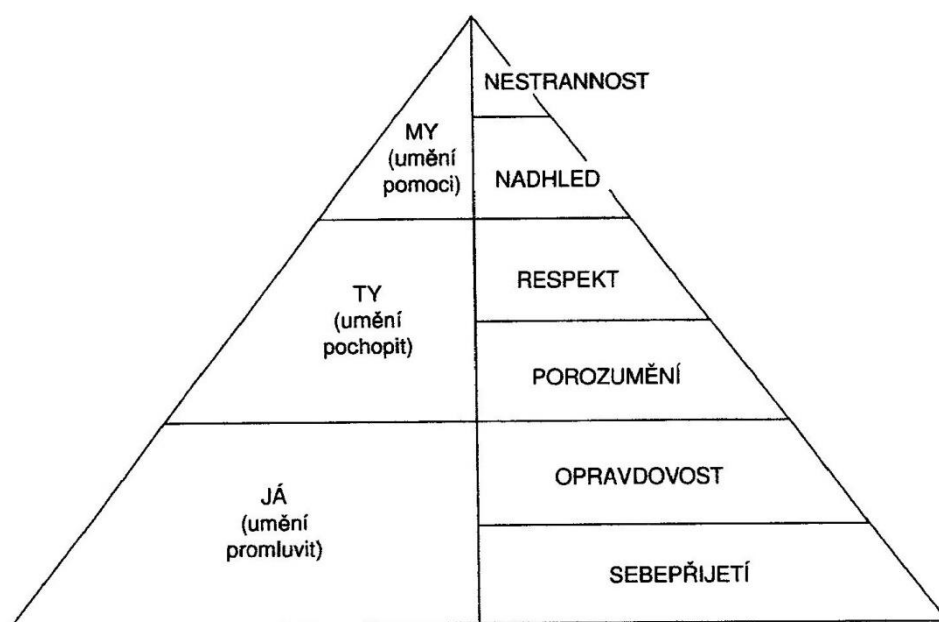 NESTRANNOST
MY
(umění
pomoci)
NADHLED
RESPEKT
TY
(umění
pochopit)
POROZUMĚNÍ
OPRAVDOVOST
JÁ
(umění
promluvit)
SEBEPŘIJETÍ